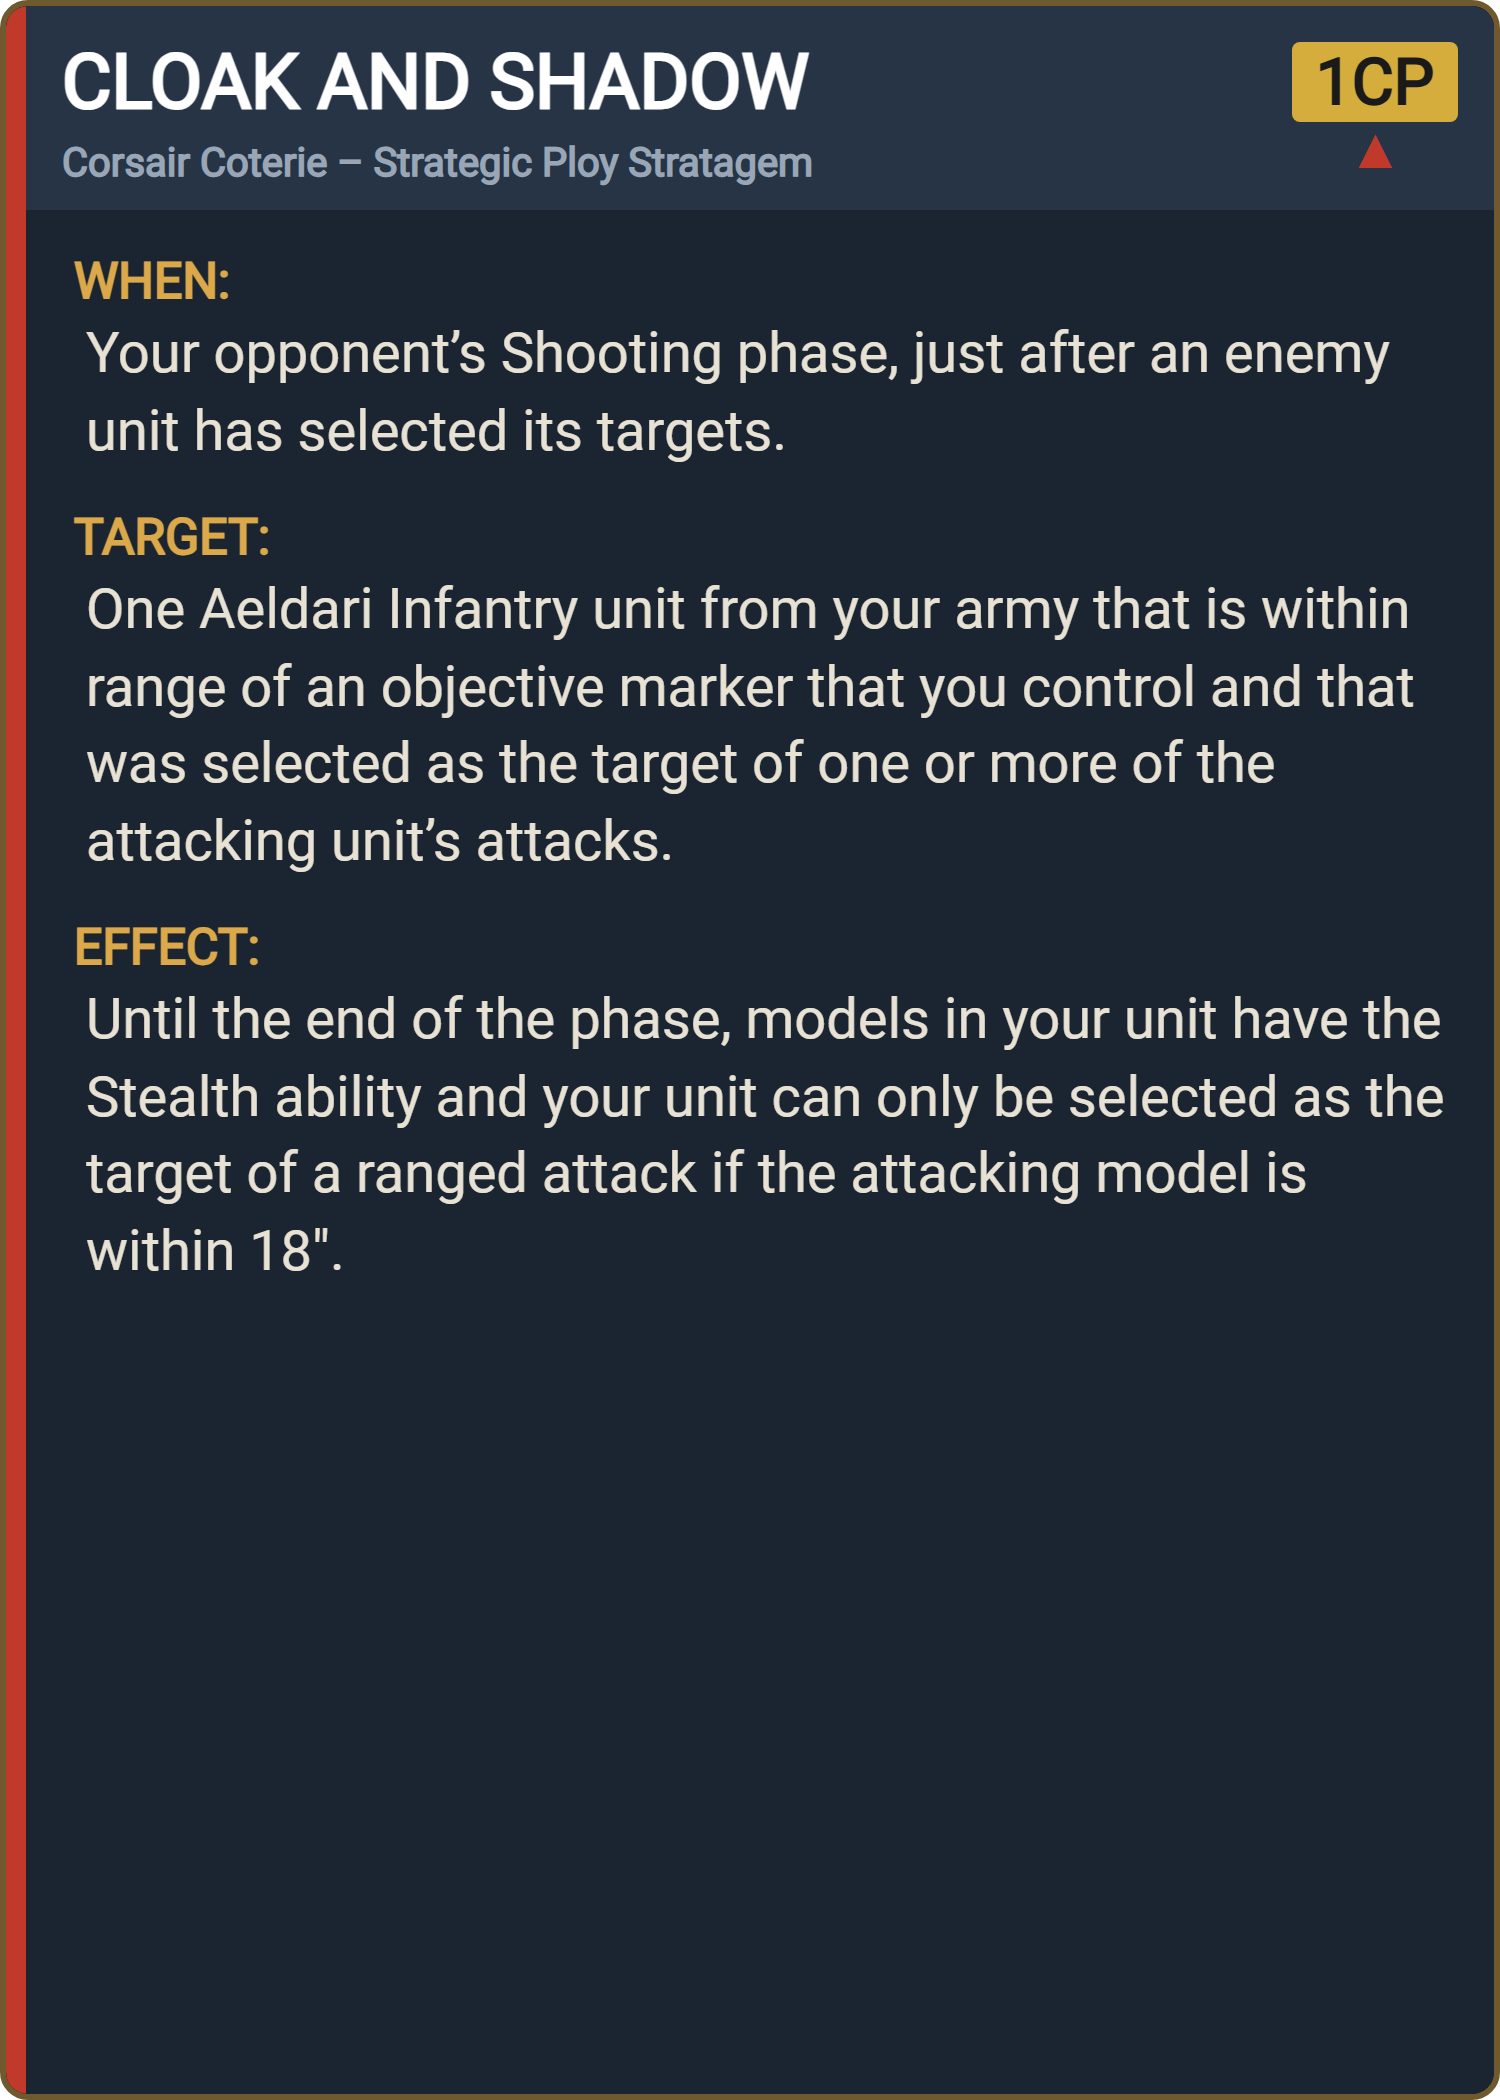 CLOAK AND SHADOW
1CP
Corsair Coterie – Strategic Ploy Stratagem
WHEN:
Your opponent’s Shooting phase, just after an enemy
unit has selected its targets.
TARGET:
One Aeldari Infantry unit from your army that is within
range of an objective marker that you control and that
was selected as the target of one or more of the
attacking unit’s attacks.
EFFECT:
Until the end of the phase, models in your unit have the
Stealth ability and your unit can only be selected as the
target of a ranged attack if the attacking model is
within 18".